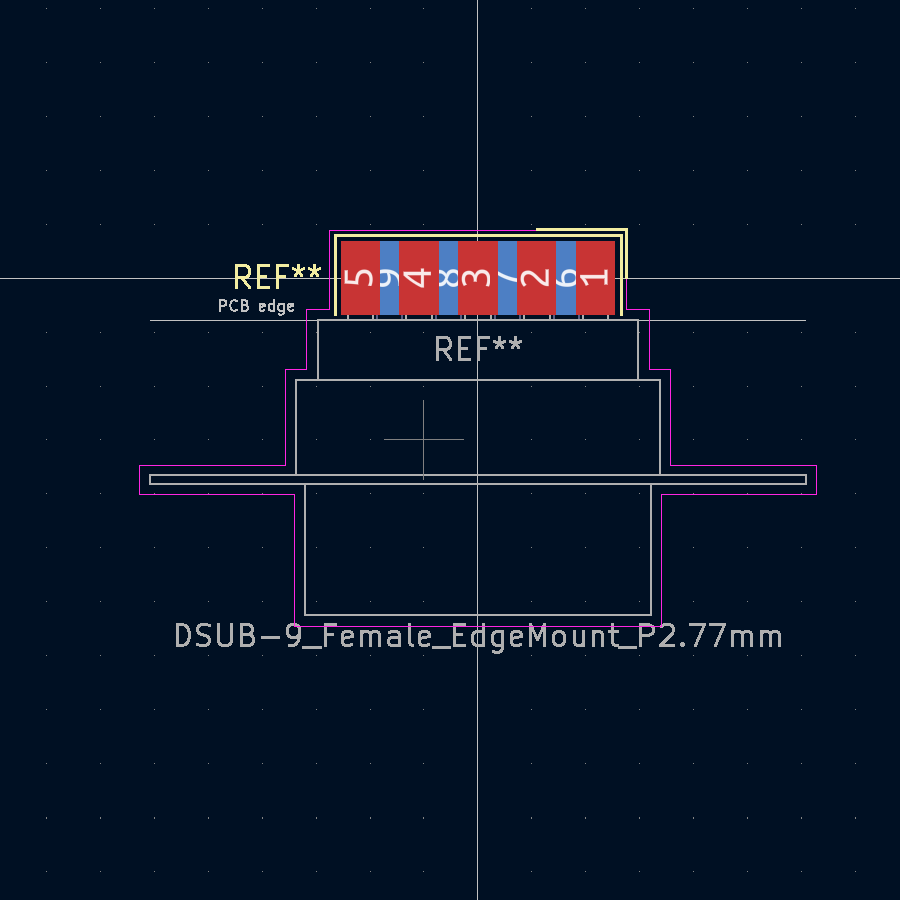 5 9 4 8 3 7 2 6 1
REF**
PCB edge
REF**
DSUB-9_Female_EdgeMount_P2.77mm